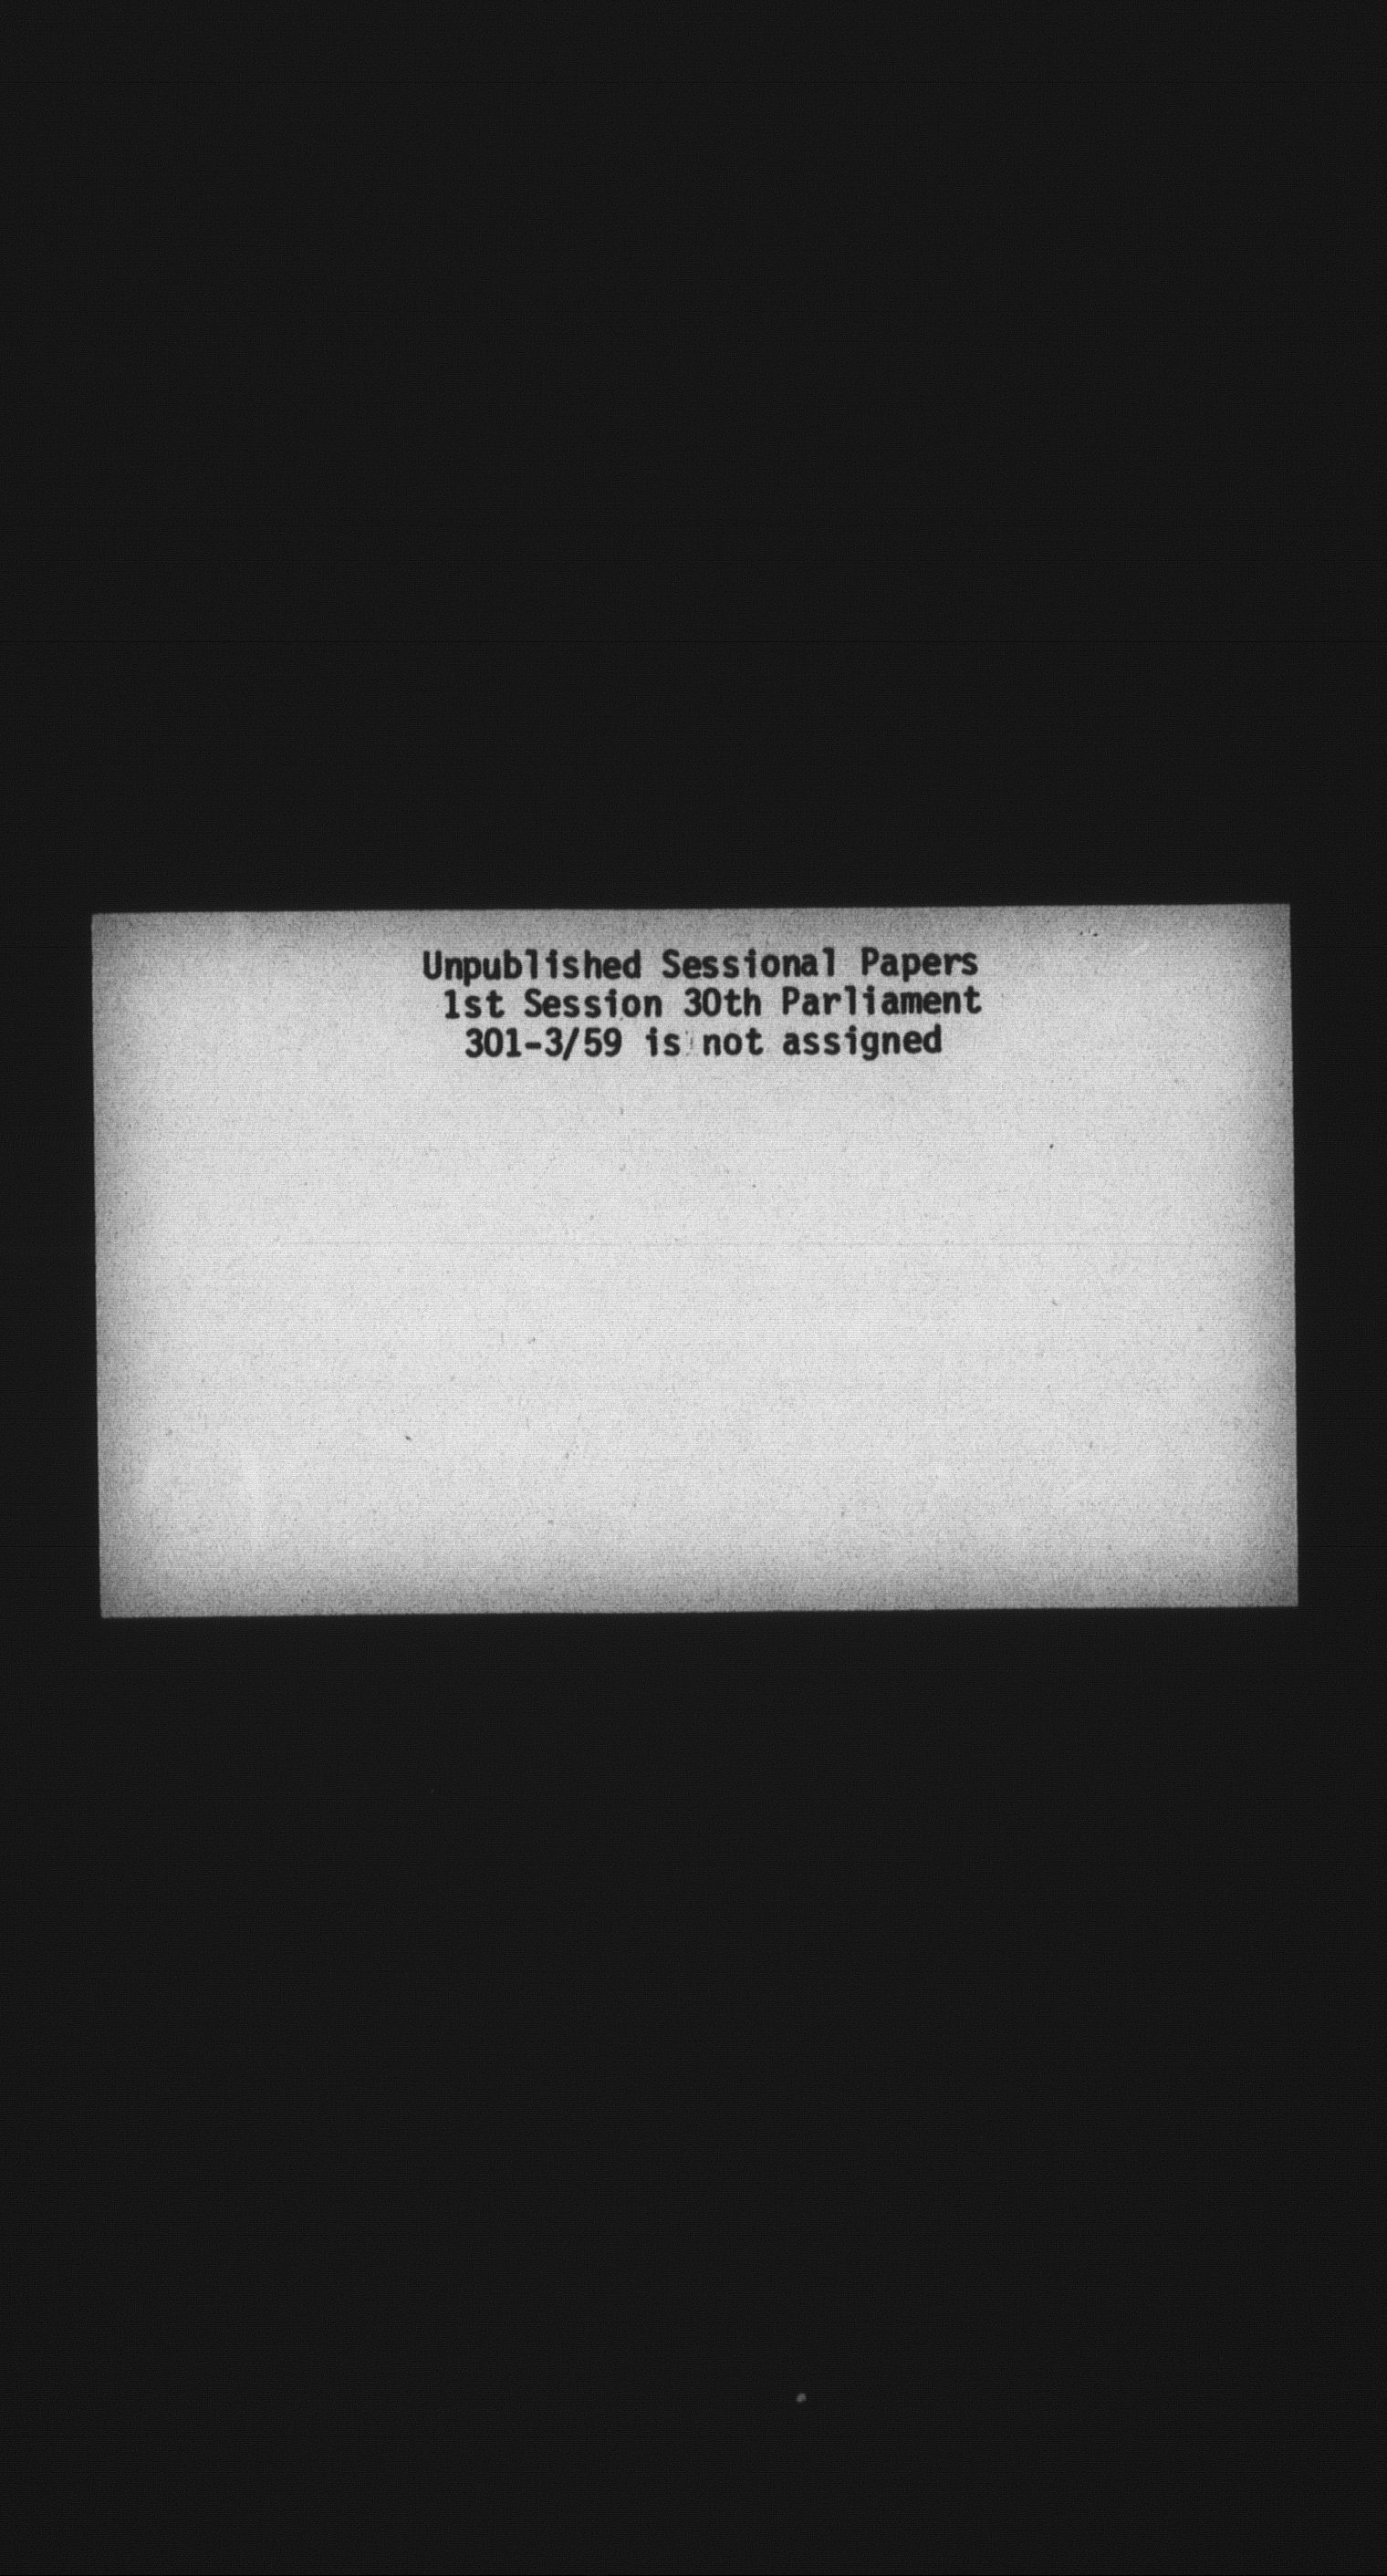 Unpublished Sessional Papers
1st Session 30th Parliament
301-3/59 is not assigned